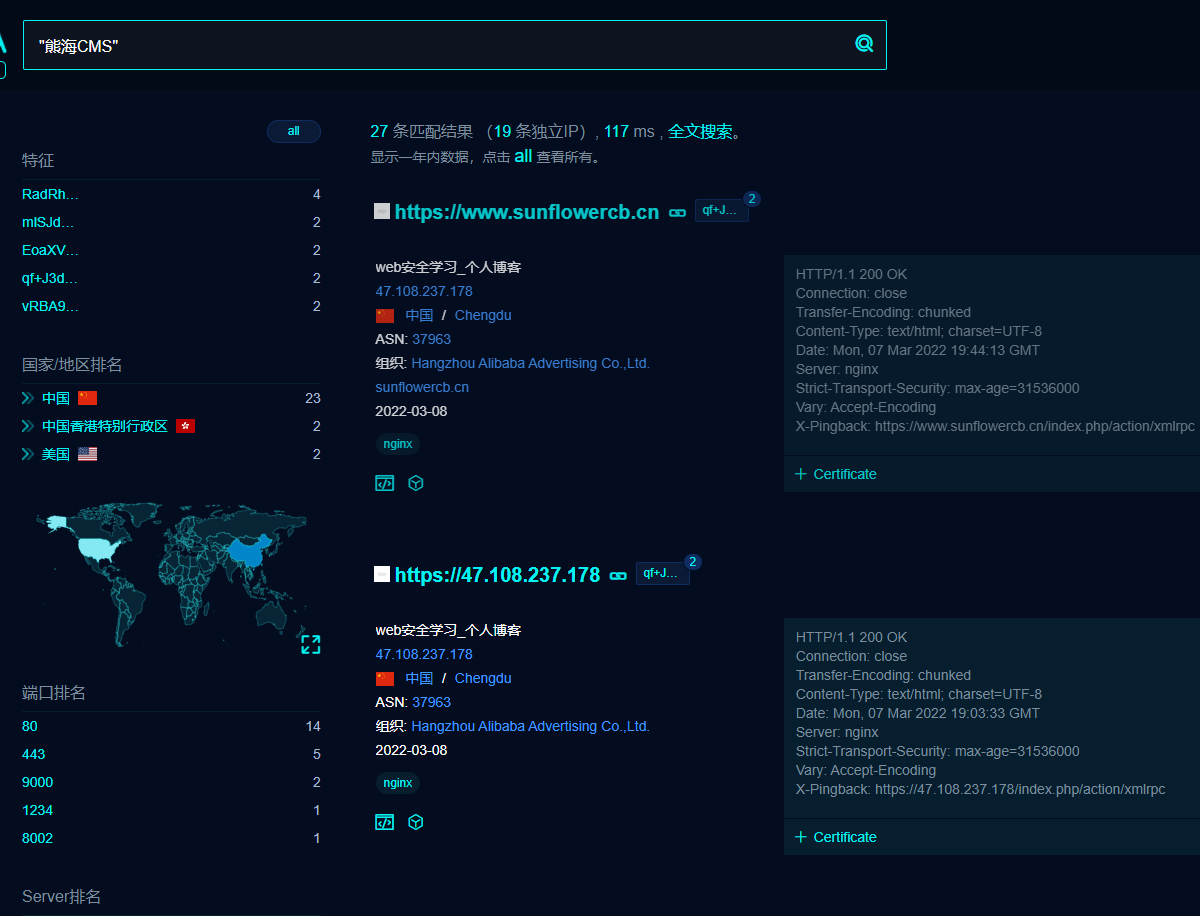 "熊海CMS"
all
27 条匹配结果 （19 条独立IP）, 117 ms , 全文搜索。
显示一年内数据，点击 all 查看所有。
特征
RadRh... 4
mlSJd... 2
EoaXV... 2
qf+J3d... 2
vRBA9... 2
国家/地区排名
中国 23
中国香港特别行政区 2
美国 2
端口排名
80 14
443 5
9000 2
1234 1
8002 1
Server排名
https://www.sunflowercb.cn qf+J... 2
web安全学习_个人博客
47.108.237.178
中国 / Chengdu
ASN: 37963
组织: Hangzhou Alibaba Advertising Co.,Ltd.
sunflowercb.cn
2022-03-08
nginx
HTTP/1.1 200 OK
Connection: close
Transfer-Encoding: chunked
Content-Type: text/html; charset=UTF-8
Date: Mon, 07 Mar 2022 19:44:13 GMT
Server: nginx
Strict-Transport-Security: max-age=31536000
Vary: Accept-Encoding
X-Pingback: https://www.sunflowercb.cn/index.php/action/xmlrpc
+ Certificate
https://47.108.237.178 qf+J... 2
web安全学习_个人博客
47.108.237.178
中国 / Chengdu
ASN: 37963
组织: Hangzhou Alibaba Advertising Co.,Ltd.
2022-03-08
nginx
HTTP/1.1 200 OK
Connection: close
Transfer-Encoding: chunked
Content-Type: text/html; charset=UTF-8
Date: Mon, 07 Mar 2022 19:03:33 GMT
Server: nginx
Strict-Transport-Security: max-age=31536000
Vary: Accept-Encoding
X-Pingback: https://47.108.237.178/index.php/action/xmlrpc
+ Certificate